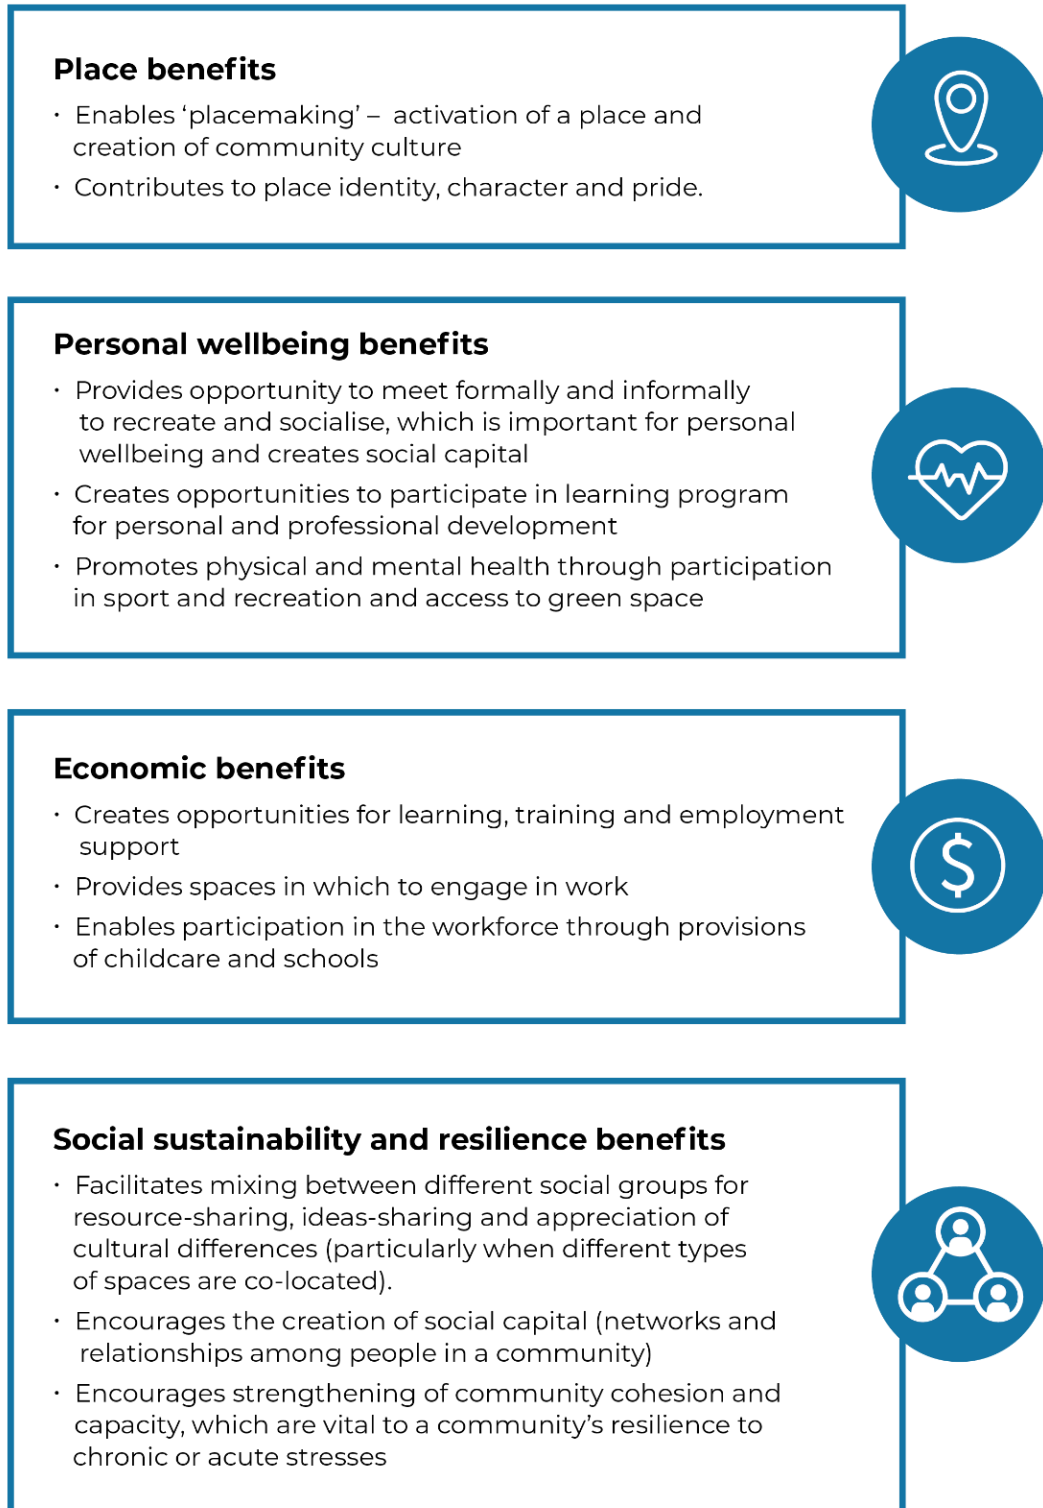 Place benefits
· Enables ‘placemaking’ – activation of a place and
creation of community culture
· Contributes to place identity, character and pride.
Personal wellbeing benefits
· Provides opportunity to meet formally and informally
to recreate and socialise, which is important for personal
wellbeing and creates social capital
· Creates opportunities to participate in learning program
for personal and professional development
· Promotes physical and mental health through participation
in sport and recreation and access to green space
Economic benefits
· Creates opportunities for learning, training and employment
support
· Provides spaces in which to engage in work
· Enables participation in the workforce through provisions
of childcare and schools
$
Social sustainability and resilience benefits
· Facilitates mixing between different social groups for
resource-sharing, ideas-sharing and appreciation of
cultural differences (particularly when different types
of spaces are co-located).
· Encourages the creation of social capital (networks and
relationships among people in a community)
· Encourages strengthening of community cohesion and
capacity, which are vital to a community’s resilience to
chronic or acute stresses